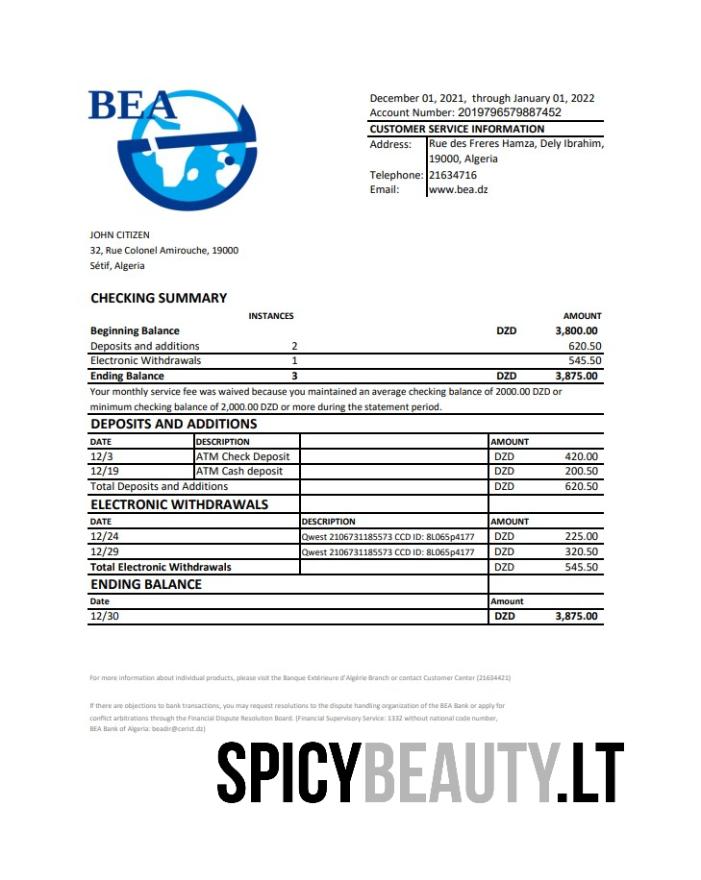 BEA
December 01, 2021, through January 01, 2022
Account Number: 2019796579887452
CUSTOMER SERVICE INFORMATION
Address: Rue des Freres Hamza, Dely Ibrahim,
19000, Algeria
Telephone: 21634716
Email: www.bea.dz
JOHN CITIZEN
32, Rue Colonel Amirouche, 19000
Sétif, Algeria
CHECKING SUMMARY
INSTANCES AMOUNT
Beginning Balance DZD 3,800.00
Deposits and additions 2 620.50
Electronic Withdrawals 1 545.50
Ending Balance 3 DZD 3,875.00
Your monthly service fee was waived because you maintained an average checking balance of 2000.00 DZD or
minimum checking balance of 2,000.00 DZD or more during the statement period.
DEPOSITS AND ADDITIONS
DATE DESCRIPTION AMOUNT
12/3 ATM Check Deposit DZD 420.00
12/19 ATM Cash deposit DZD 200.50
Total Deposits and Additions DZD 620.50
ELECTRONIC WITHDRAWALS
DATE DESCRIPTION AMOUNT
12/24 Qwest 2106731185573 CCD ID: 8L065p4177 DZD 225.00
12/29 Qwest 2106731185573 CCD ID: 8L065p4177 DZD 320.50
Total Electronic Withdrawals DZD 545.50
ENDING BALANCE
Date Amount
12/30 DZD 3,875.00
For more information about individual products, please visit the Banque Extérieure d'Algérie Branch or contact Customer Center (21634421)
If there are objections to bank transactions, you may request resolutions to the dispute handling organization of the BEA Bank or apply for
conflict arbitrations through the Financial Dispute Resolution Board. (Financial Supervisory Service: 1332 without national code number,
BEA Bank of Algeria: beadir@cerist.dz)
SPICYBEAUTY.LT